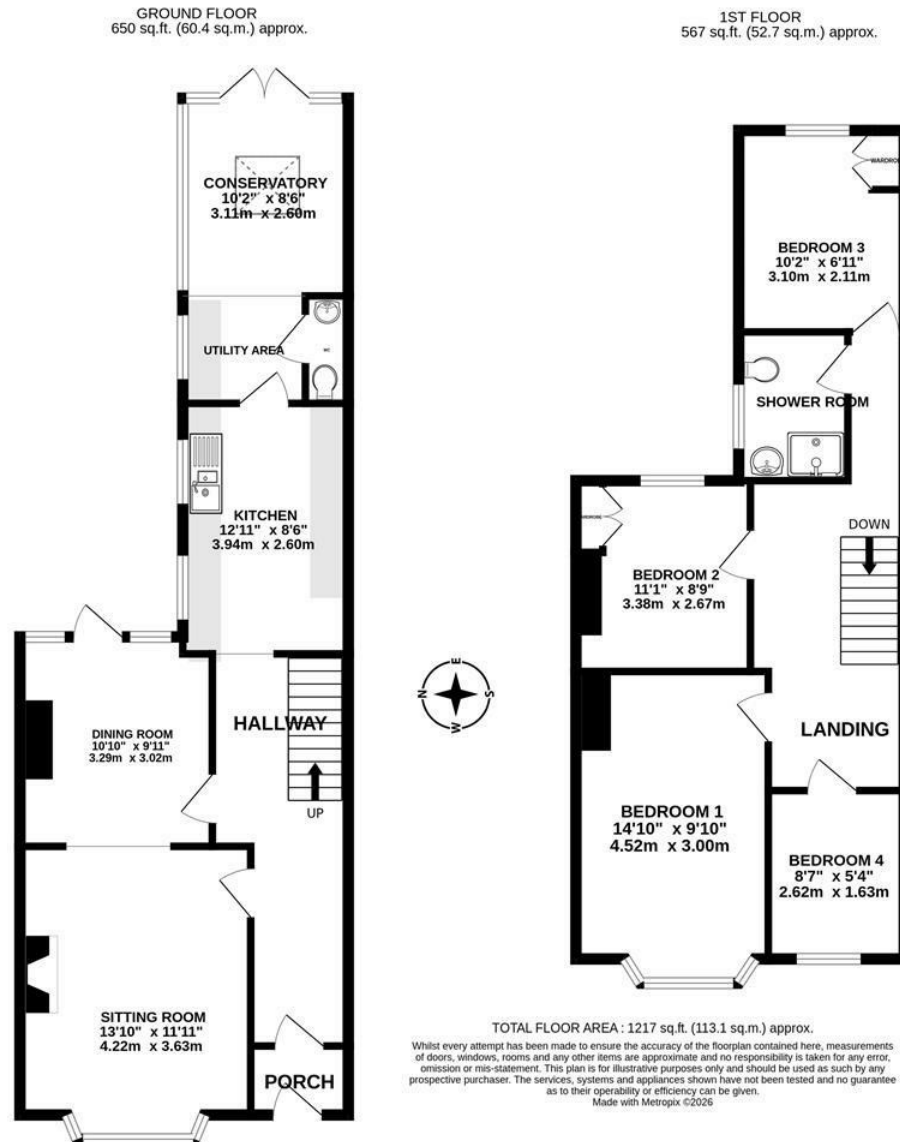 GROUND FLOOR
650 sq.ft. (60.4 sq.m.) approx.
CONSERVATORY
10'2" x 8'6"
3.11m x 2.60m
UTILITY AREA
WC
KITCHEN
12'11" x 8'6"
3.94m x 2.60m
DINING ROOM
10'10" x 9'11"
3.29m x 3.02m
HALLWAY
UP
SITTING ROOM
13'10" x 11'11"
4.22m x 3.63m
PORCH
N
E
S
W
1ST FLOOR
567 sq.ft. (52.7 sq.m.) approx.
BEDROOM 3
10'2" x 6'11"
3.10m x 2.11m
SHOWER ROOM
DOWN
BEDROOM 2
11'1" x 8'9"
3.38m x 2.67m
LANDING
BEDROOM 1
14'10" x 9'10"
4.52m x 3.00m
BEDROOM 4
8'7" x 5'4"
2.62m x 1.63m
TOTAL FLOOR AREA : 1217 sq.ft. (113.1 sq.m.) approx.
Whilst every attempt has been made to ensure the accuracy of the floorplan contained here, measurements
of doors, windows, rooms and any other items are approximate and no responsibility is taken for any error,
omission or mis-statement. This plan is for illustrative purposes only and should be used as such by any
prospective purchaser. The services, systems and appliances shown have not been tested and no guarantee
as to their operability or efficiency can be given.
Made with Metropix ©2026